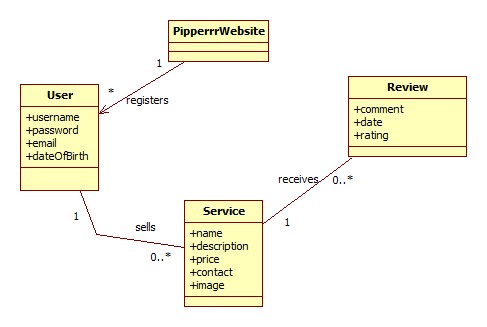 PipperrrWebsite
1
*
registers
User
+username
+password
+email
+dateOfBirth
Review
+comment
+date
+rating
receives
0..*
1
sells
0..*
Service
+name
+description
+price
+contact
+image
1